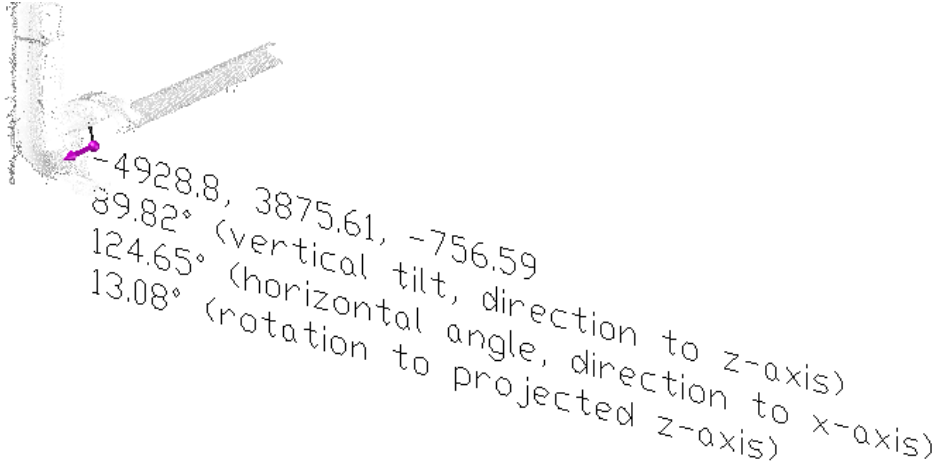 -4928.8, 3875.61, -756.59
89.82° (vertical tilt, direction to z-axis)
124.65° (horizontal angle, direction to x-axis)
13.08° (rotation to projected z-axis)